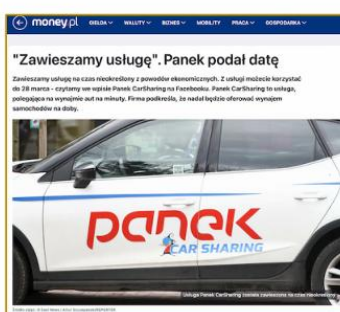 money.pl GIEŁDA WALUTY BIZNES MOBILITY PRACA GOSPODARKA
"Zawieszamy usługę". Panek podał datę
Zawieszamy usługę na czas nieokreślony z powodów ekonomicznych. Z usługi możecie korzystać
do 28 marca - czytamy we wpisie Panek CarSharing na Facebooku. Panek CarSharing to usługa,
polegająca na wynajmie aut na minuty. Firma podkreśla, że nadal będzie oferować wynajem
samochodów na doby.
panek
CAR SHARING
Usługa Panek CarSharing została zawieszona na czas nieokreślony